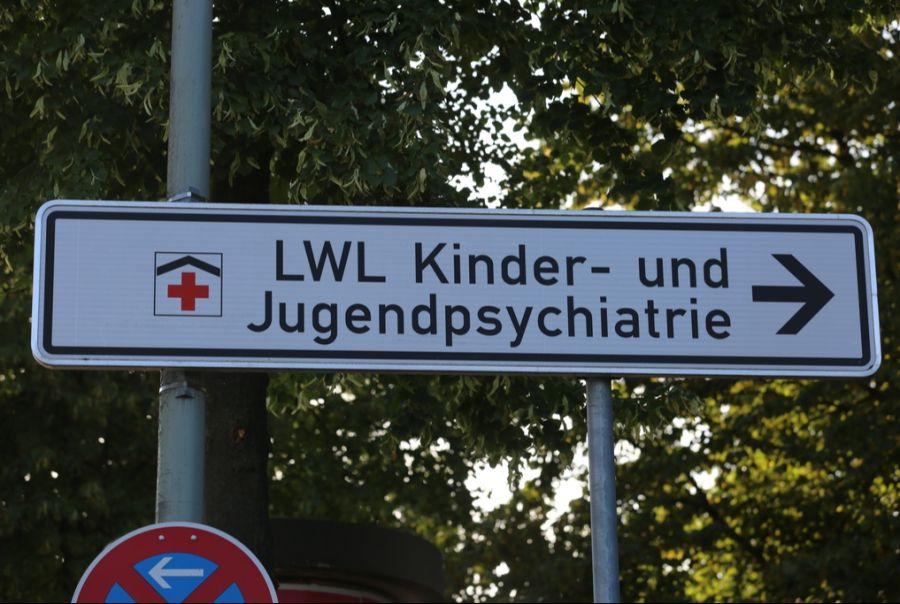 LWL Kinder- und
Jugendpsychiatrie